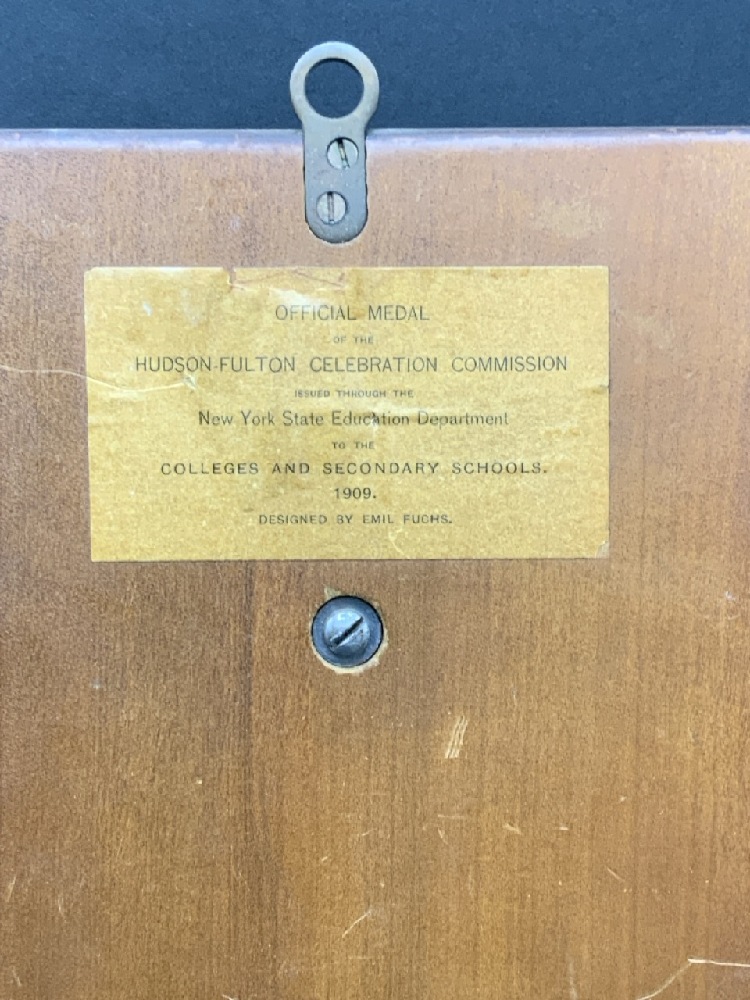 OFFICIAL MEDAL
OF THE
HUDSON-FULTON CELEBRATION COMMISSION
ISSUED THROUGH THE
New York State Education Department
TO THE
COLLEGES AND SECONDARY SCHOOLS.
1909.
DESIGNED BY EMIL FUCHS.